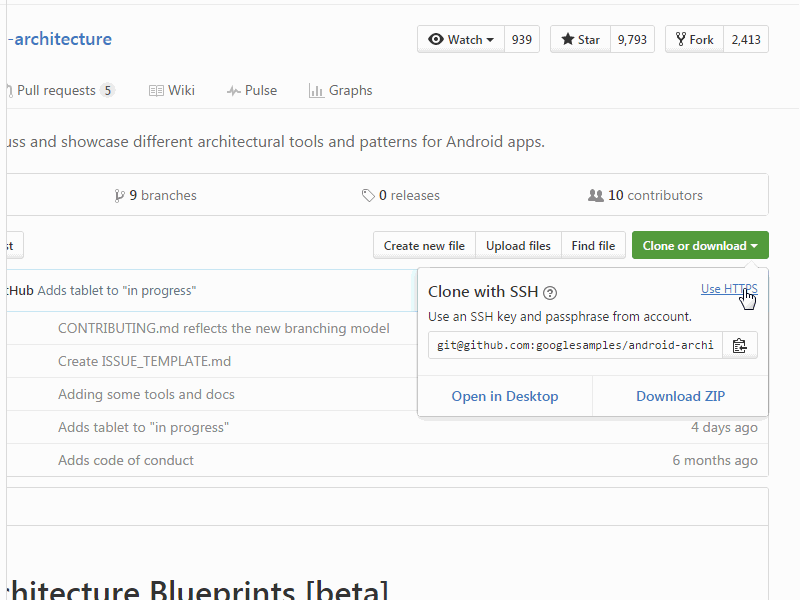 -architecture
Watch 939 Star 9,793 Fork 2,413
Pull requests 5 Wiki Pulse Graphs
uss and showcase different architectural tools and patterns for Android apps.
9 branches 0 releases 10 contributors
st Create new file Upload files Find file Clone or download
tHub Adds tablet to "in progress"
Clone with SSH ? Use HTTPS
Use an SSH key and passphrase from account.
git@github.com:googlesamples/android-archi
Open in Desktop Download ZIP
CONTRIBUTING.md reflects the new branching model
Create ISSUE_TEMPLATE.md
Adding some tools and docs
Adds tablet to "in progress" 4 days ago
Adds code of conduct 6 months ago
chitecture Blueprints [beta]